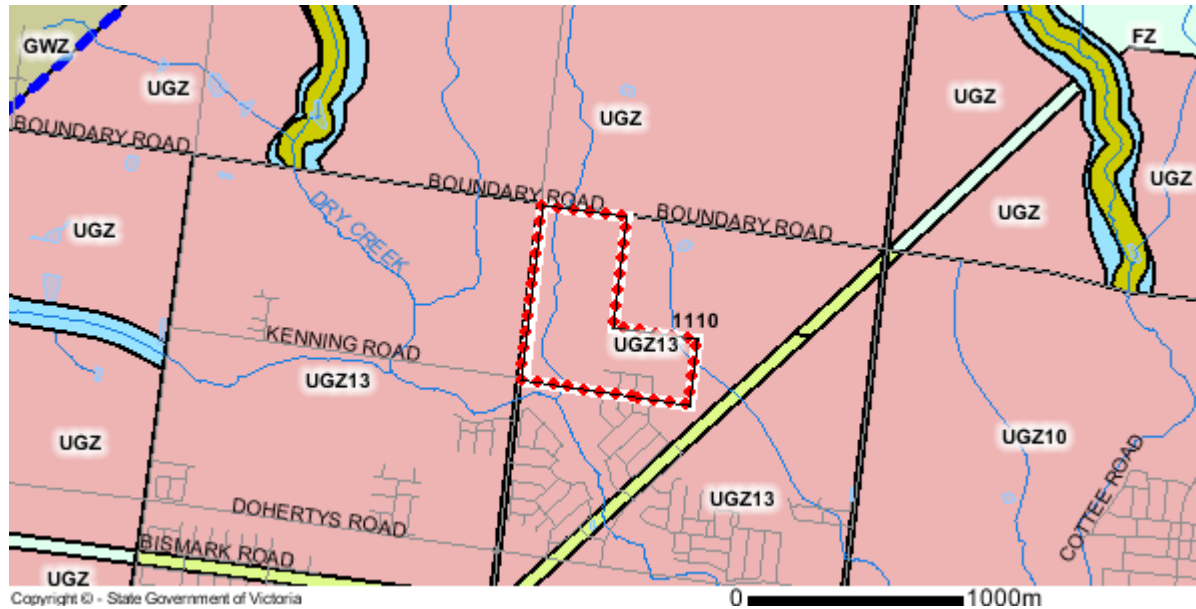 GWZ
UGZ
UGZ
UGZ
FZ
BOUNDARY ROAD
BOUNDARY ROAD
BOUNDARY ROAD
UGZ
UGZ
UGZ
DRY CREEK
1110
KENNING ROAD
UGZ13
UGZ13
UGZ
UGZ10
UGZ13
DOHERTYS ROAD
COTTEE ROAD
BISMARK ROAD
UGZ
Copyright © - State Government of Victoria
0 1000m